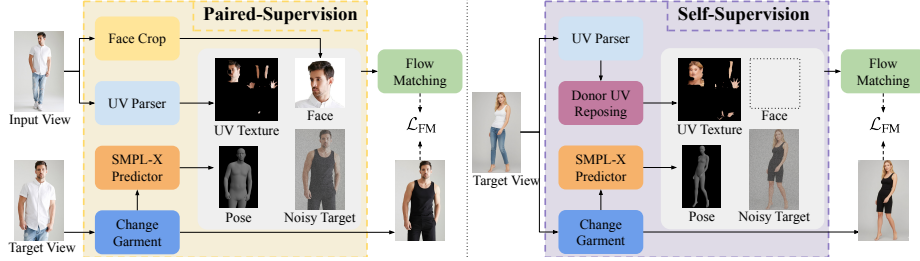 Paired-Supervision
Face Crop
UV Parser
Input View
UV Texture
Face
Flow
Matching
ℒFM
SMPL-X
Predictor
Change
Garment
Target View
Pose
Noisy Target
Self-Supervision
UV Parser
Donor UV
Reposing
UV Texture
Face
Flow
Matching
ℒFM
Target View
SMPL-X
Predictor
Change
Garment
Pose
Noisy Target